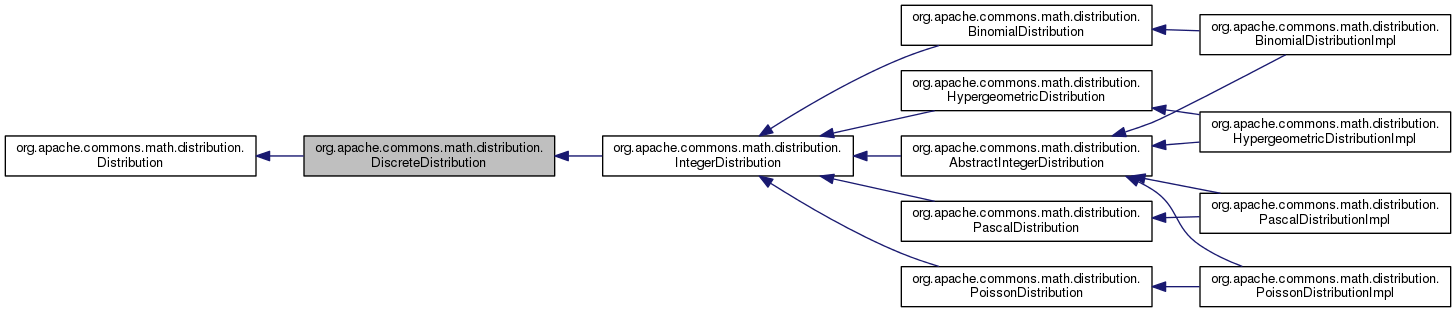 org.apache.commons.math.distribution.
Distribution
org.apache.commons.math.distribution.
DiscreteDistribution
org.apache.commons.math.distribution.
IntegerDistribution
org.apache.commons.math.distribution.
BinomialDistribution
org.apache.commons.math.distribution.
HypergeometricDistribution
org.apache.commons.math.distribution.
AbstractIntegerDistribution
org.apache.commons.math.distribution.
PascalDistribution
org.apache.commons.math.distribution.
PoissonDistribution
org.apache.commons.math.distribution.
BinomialDistributionImpl
org.apache.commons.math.distribution.
HypergeometricDistributionImpl
org.apache.commons.math.distribution.
PascalDistributionImpl
org.apache.commons.math.distribution.
PoissonDistributionImpl